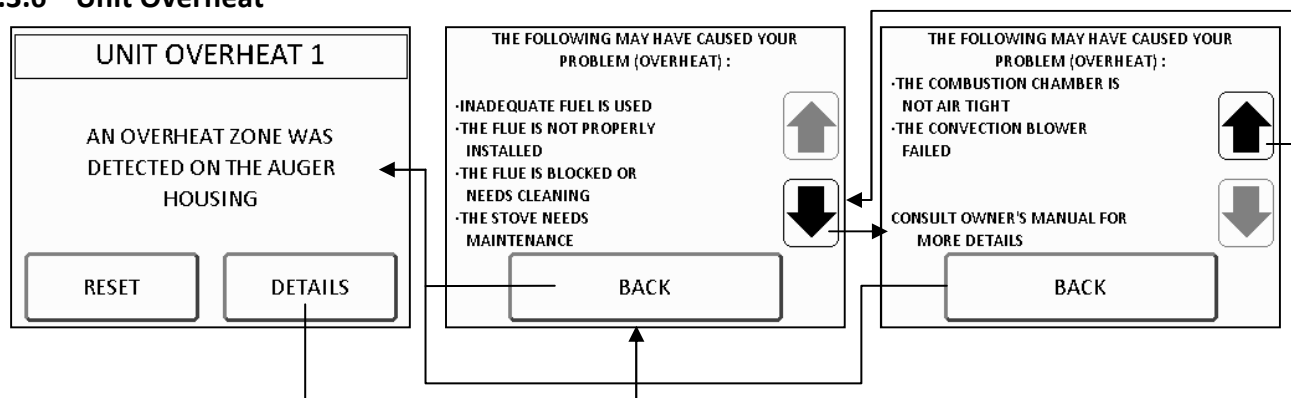 .5.6 Unit Overheat
UNIT OVERHEAT 1
AN OVERHEAT ZONE WAS
DETECTED ON THE AUGER
HOUSING
RESET
DETAILS
THE FOLLOWING MAY HAVE CAUSED YOUR
PROBLEM (OVERHEAT) :
·INADEQUATE FUEL IS USED
·THE FLUE IS NOT PROPERLY
INSTALLED
·THE FLUE IS BLOCKED OR
NEEDS CLEANING
·THE STOVE NEEDS
MAINTENANCE
BACK
THE FOLLOWING MAY HAVE CAUSED YOUR
PROBLEM (OVERHEAT) :
·THE COMBUSTION CHAMBER IS
NOT AIR TIGHT
·THE CONVECTION BLOWER
FAILED
CONSULT OWNER'S MANUAL FOR
MORE DETAILS
BACK